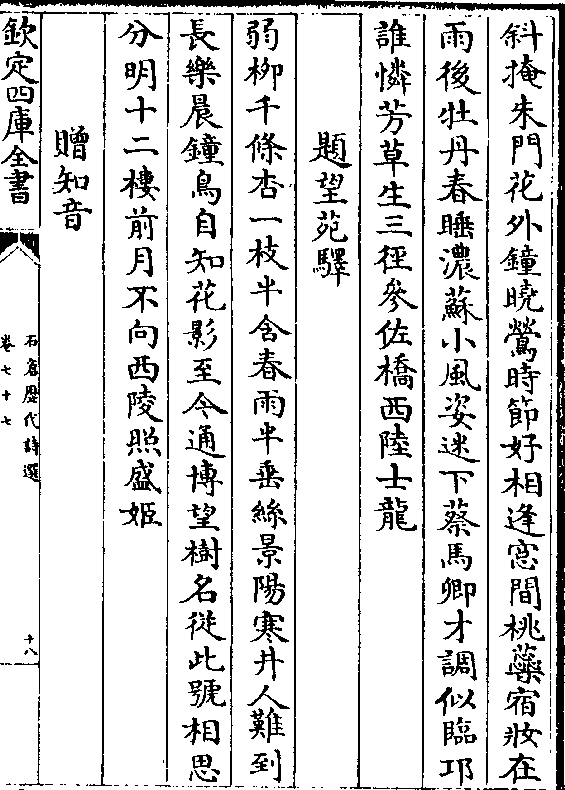 斜掩朱門花外鐘曉鶯時節好相逢窓間桃蘂宿妝在
雨後牡丹春睡濃蘇小風姿迷下蔡馬卿才調似臨邛
誰憐芳草生三徑參佐橋西陸士龍
題望苑驛
弱柳千條杏一枝半含春雨半垂絲景陽寒井人難到
長樂晨鐘鳥自知花影至今通博望樹名從此號相思
分明十二樓前月不向西陵照盛姬
贈知音
欽定四庫全書
石倉歷代詩選
卷七十七
十八